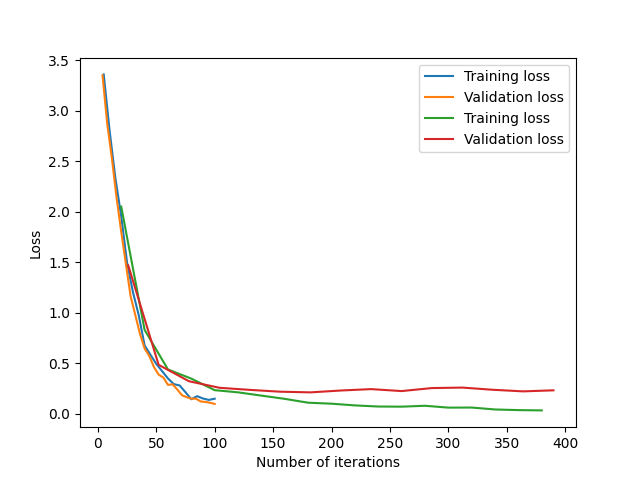 3.5
3.0
2.5
2.0
1.5
1.0
0.5
0.0
Loss
Training loss
Validation loss
Training loss
Validation loss
0 50 100 150 200 250 300 350 400
Number of iterations